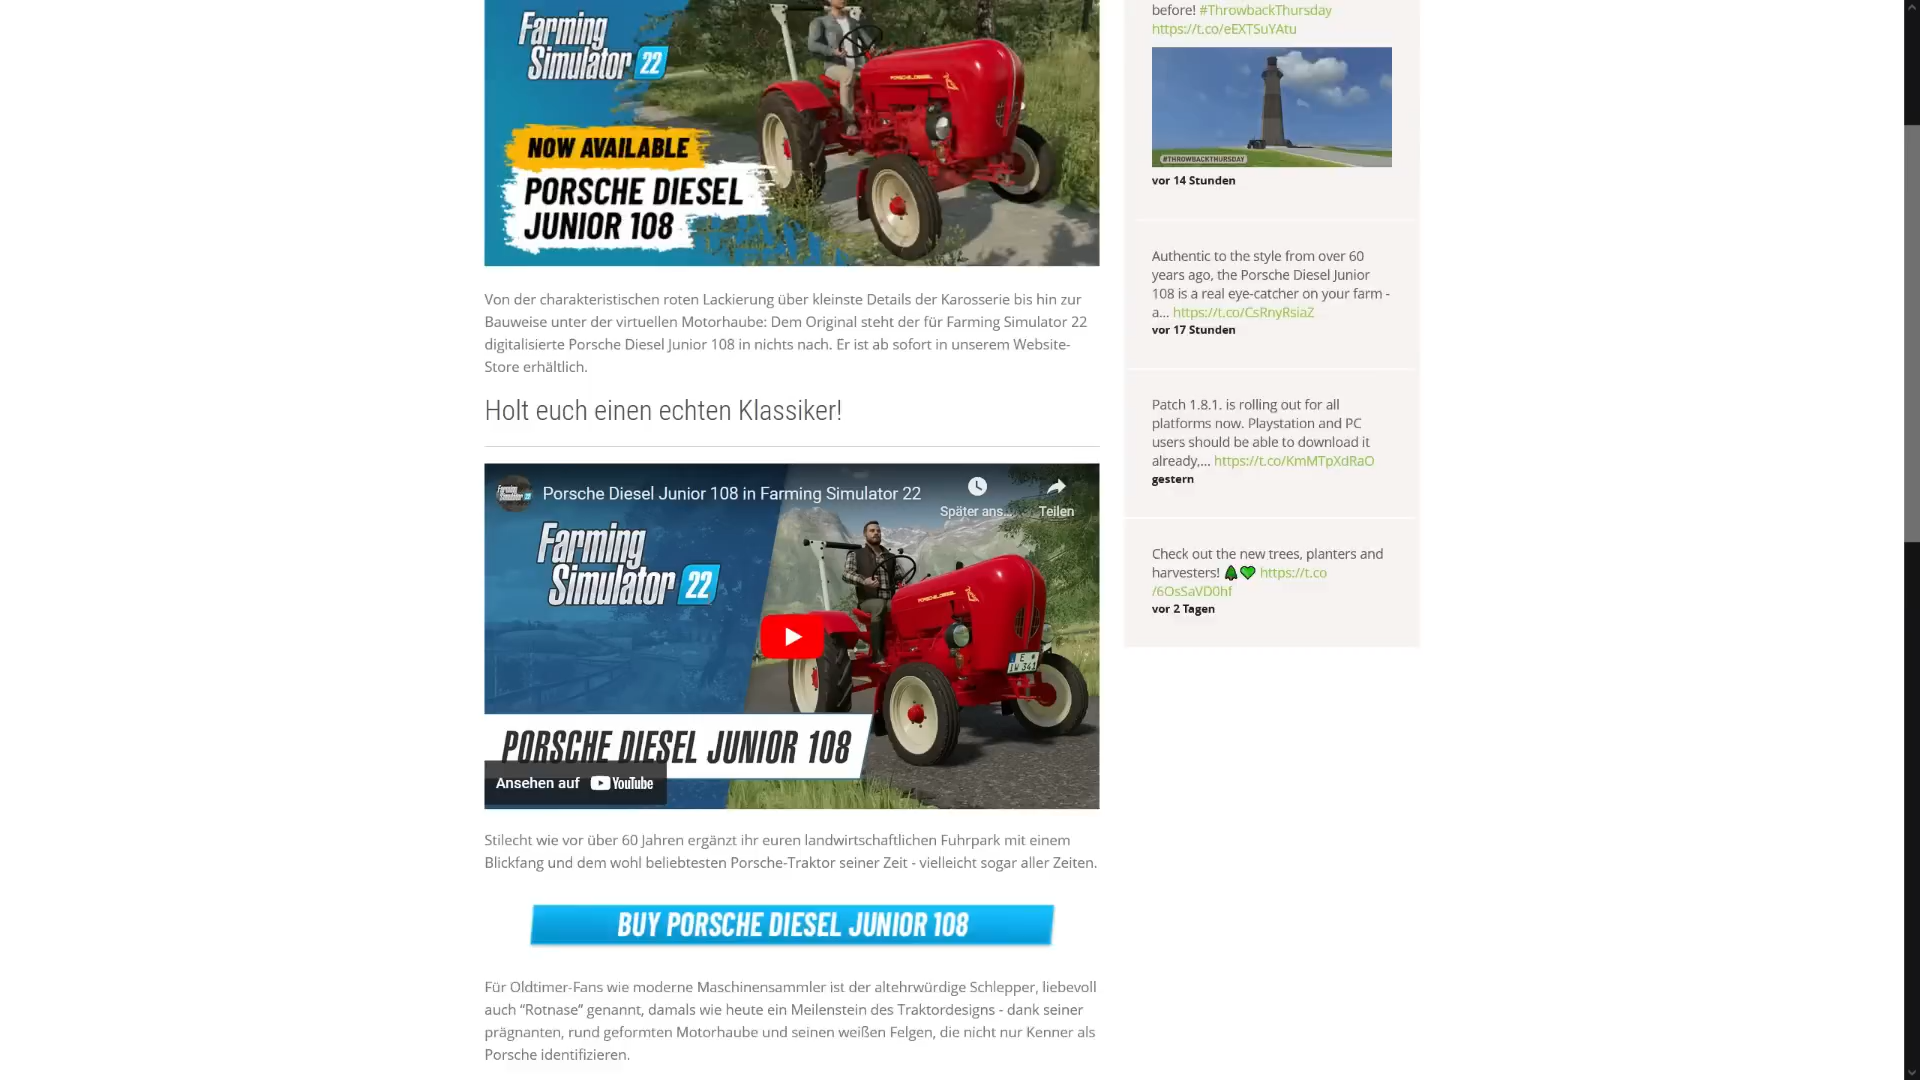 Farming
Simulator 22
NOW AVAILABLE
PORSCHE DIESEL
JUNIOR 108
PORSCHE-DIESEL
Von der charakteristischen roten Lackierung über kleinste Details der Karosserie bis hin zur
Bauweise unter der virtuellen Motorhaube: Dem Original steht der für Farming Simulator 22
digitalisierte Porsche Diesel Junior 108 in nichts nach. Er ist ab sofort in unserem Website-
Store erhältlich.
Holt euch einen echten Klassiker!
Porsche Diesel Junior 108 in Farming Simulator 22
Später ans...
Teilen
Farming
Simulator 22
PORSCHE-DIESEL
E
IW 341
PORSCHE DIESEL JUNIOR 108
Ansehen auf YouTube
Stilecht wie vor über 60 Jahren ergänzt ihr euren landwirtschaftlichen Fuhrpark mit einem
Blickfang und dem wohl beliebtesten Porsche-Traktor seiner Zeit - vielleicht sogar aller Zeiten.
BUY PORSCHE DIESEL JUNIOR 108
Für Oldtimer-Fans wie moderne Maschinensammler ist der altehrwürdige Schlepper, liebevoll
auch “Rotnase” genannt, damals wie heute ein Meilenstein des Traktordesigns - dank seiner
prägnanten, rund geformten Motorhaube und seinen weißen Felgen, die nicht nur Kenner als
Porsche identifizieren.
before! #ThrowbackThursday
https://t.co/eEXTSuYAtu
#THROWBACKTHURSDAY
vor 14 Stunden
Authentic to the style from over 60
years ago, the Porsche Diesel Junior
108 is a real eye-catcher on your farm -
a... https://t.co/CsRnyRsiaZ
vor 17 Stunden
Patch 1.8.1. is rolling out for all
platforms now. Playstation and PC
users should be able to download it
already,... https://t.co/KmMTpXdRaO
gestern
Check out the new trees, planters and
harvesters! 🌲💚 https://t.co
/6OsSaVD0hf
vor 2 Tagen